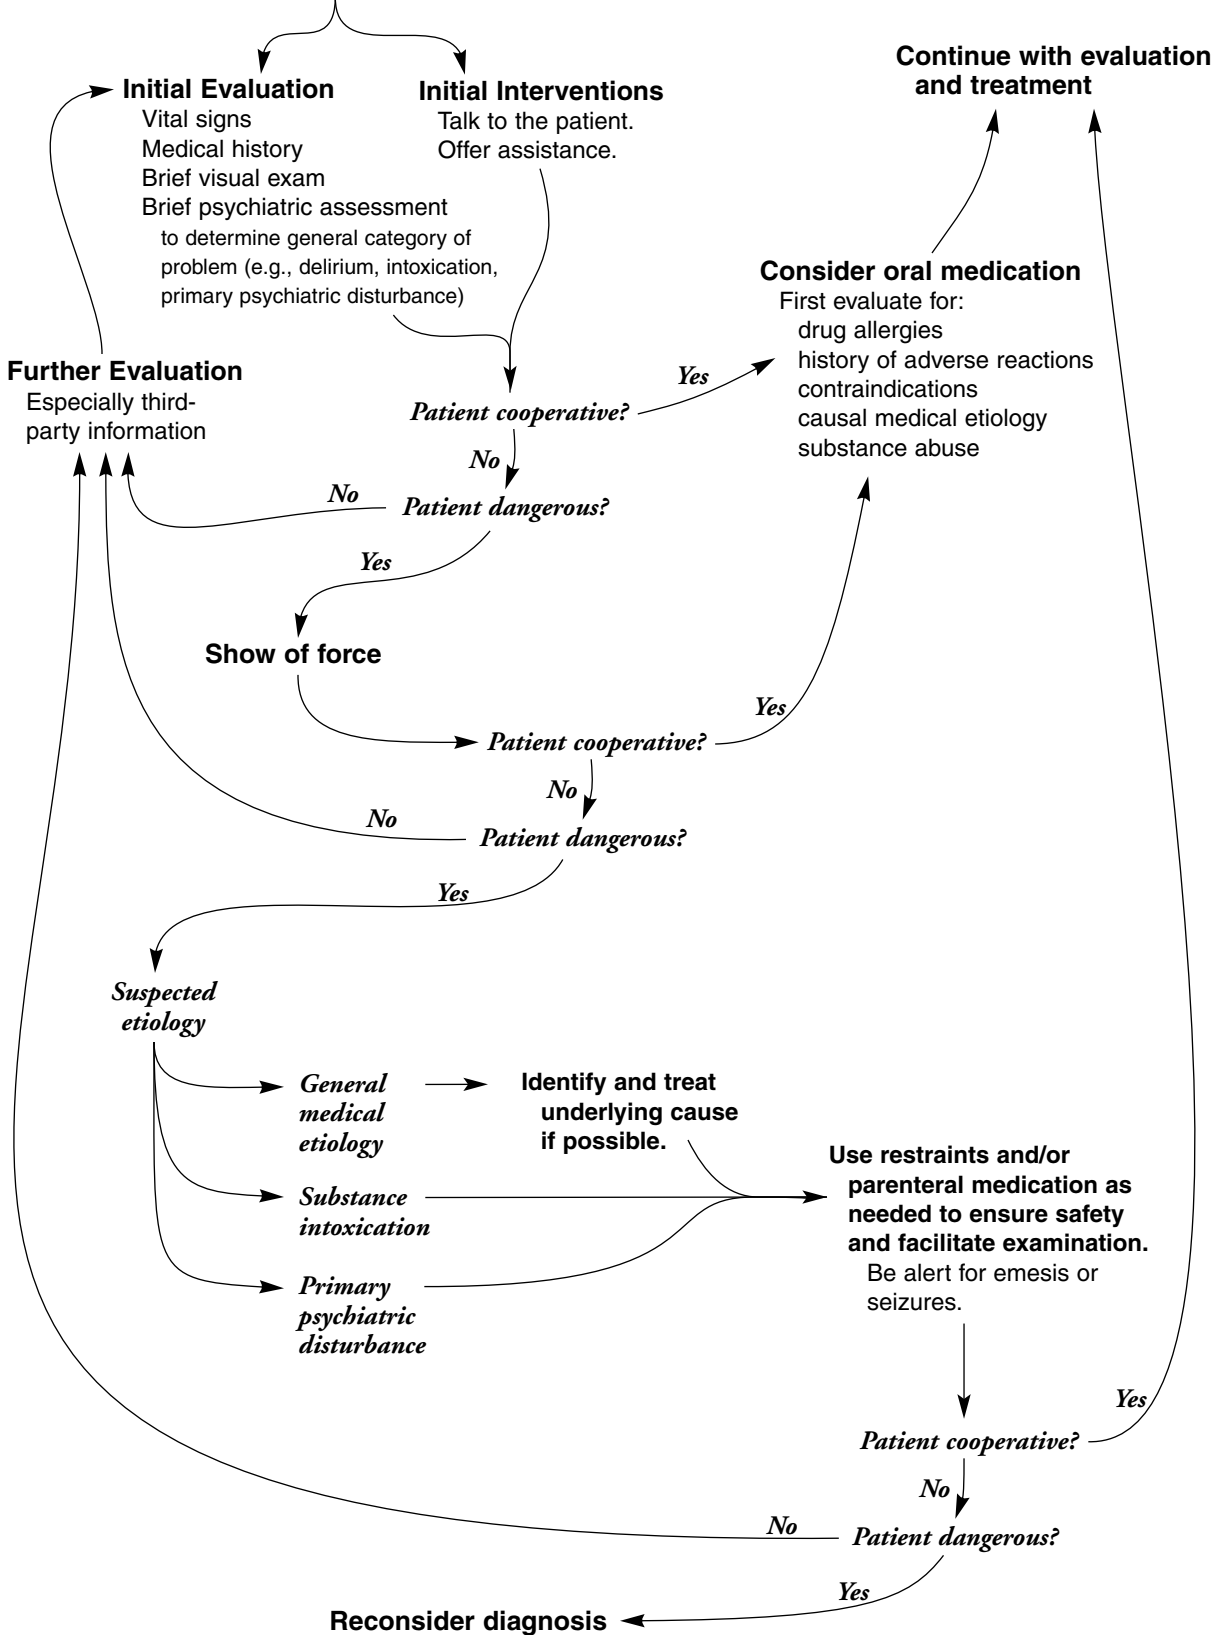 Initial Evaluation
Vital signs
Medical history
Brief visual exam
Brief psychiatric assessment
to determine general category of
problem (e.g., delirium, intoxication,
primary psychiatric disturbance)
Initial Interventions
Talk to the patient.
Offer assistance.
Continue with evaluation
and treatment
Consider oral medication
First evaluate for:
drug allergies
history of adverse reactions
contraindications
causal medical etiology
substance abuse
Further Evaluation
Especially third-
party information
Patient cooperative?
Yes
No
Patient dangerous?
No
Yes
Show of force
Patient cooperative?
Yes
No
Patient dangerous?
No
Yes
Suspected
etiology
General
medical
etiology
Identify and treat
underlying cause
if possible.
Substance
intoxication
Primary
psychiatric
disturbance
Use restraints and/or
parenteral medication as
needed to ensure safety
and facilitate examination.
Be alert for emesis or
seizures.
Patient cooperative?
Yes
No
Patient dangerous?
No
Yes
Reconsider diagnosis